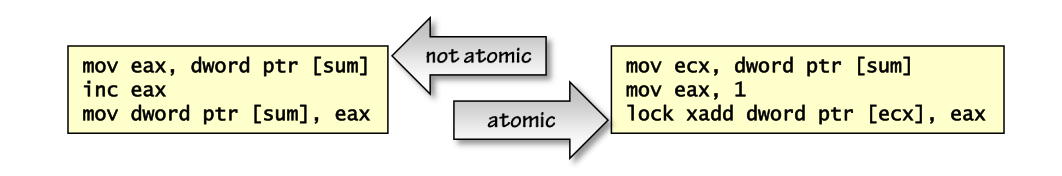 mov eax, dword ptr [sum]
inc eax
mov dword ptr [sum], eax
not atomic
atomic
mov ecx, dword ptr [sum]
mov eax, 1
lock xadd dword ptr [ecx], eax